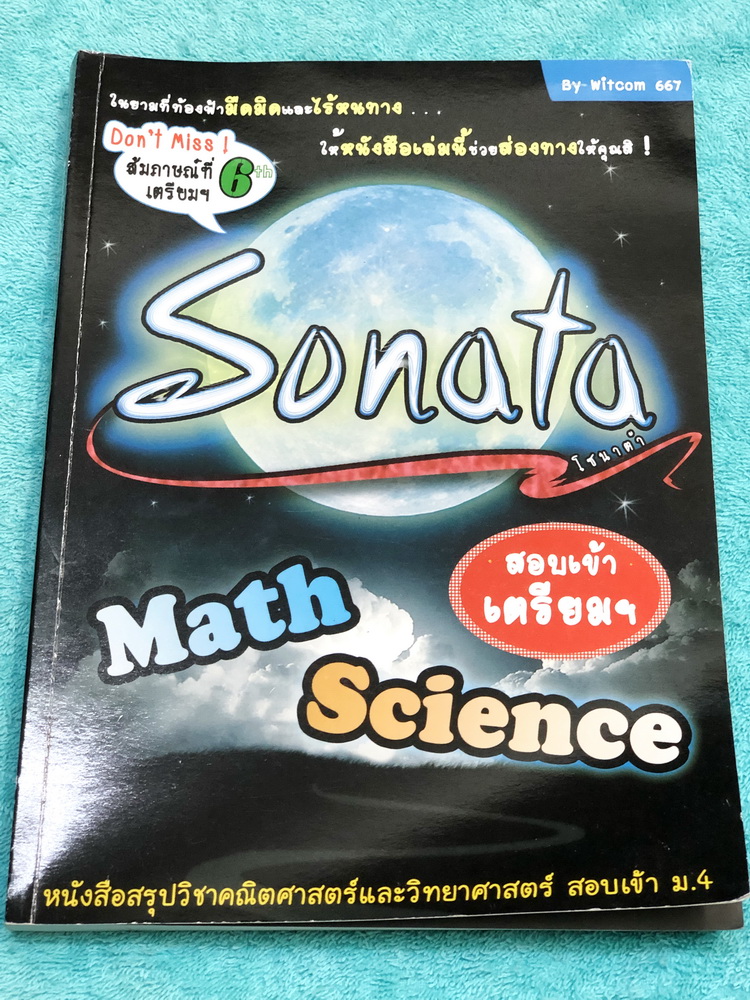 By Witcom 667
ในยามที่ท้องฟ้ามืดมิดและไร้หนทาง...
ให้หนังสือเล่มนี้ช่วยส่องทางให้คุณสิ !
Don't Miss !
สัมภาษณ์ที่ 6th
เตรียมฯ
Sonata
โซนาต้า
สอบเข้า
เตรียมฯ
Math
Science
หนังสือสรุปวิชาคณิตศาสตร์และวิทยาศาสตร์ สอบเข้า ม.4